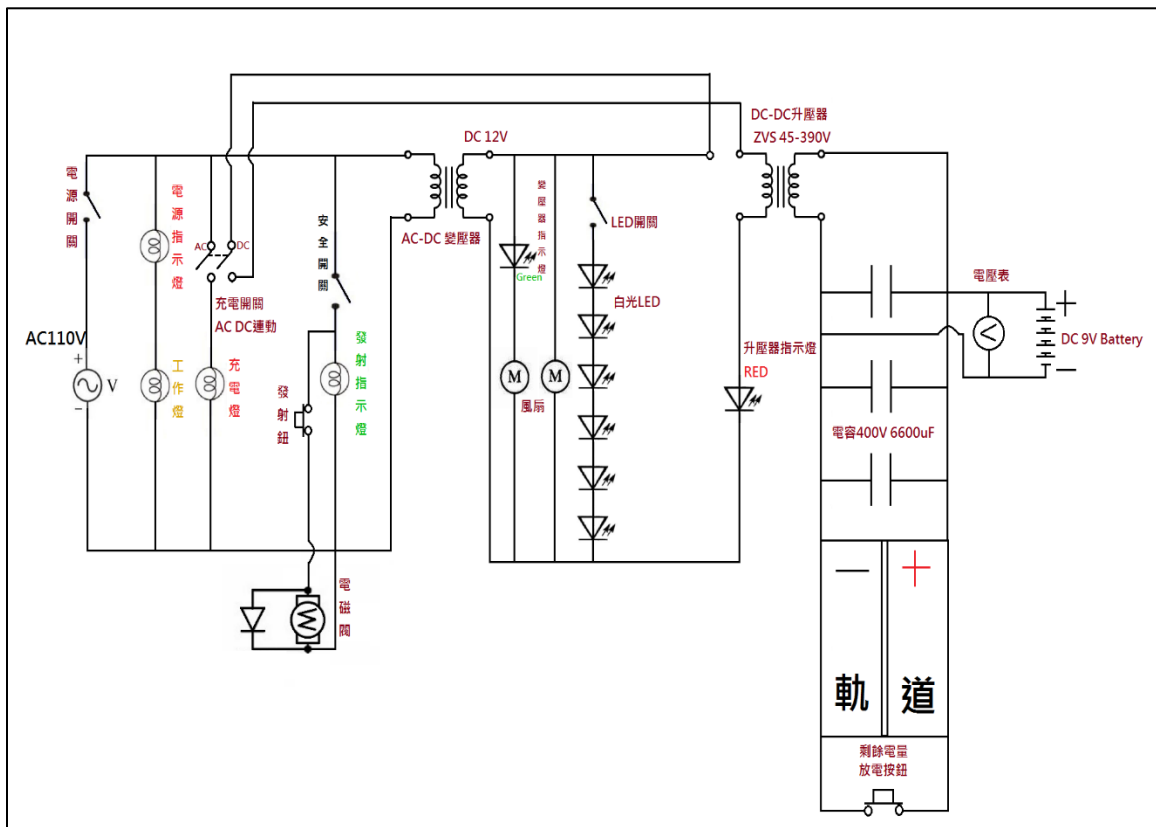 DC-DC升壓器
ZVS 45-390V
DC 12V
電源開關
電源指示燈
AC
DC
安全開關
變壓器指示燈
LED開關
AC-DC 變壓器
Green
充電開關
AC DC連動
白光LED
電壓表
AC110V
+
V
−
工作燈
充電燈
發射指示燈
發射鈕
M
M
風扇
升壓器指示燈
RED
V
+
−
DC 9V Battery
電容400V 6600uF
M
電磁閥
− +
軌 道
剩餘電量
放電按鈕